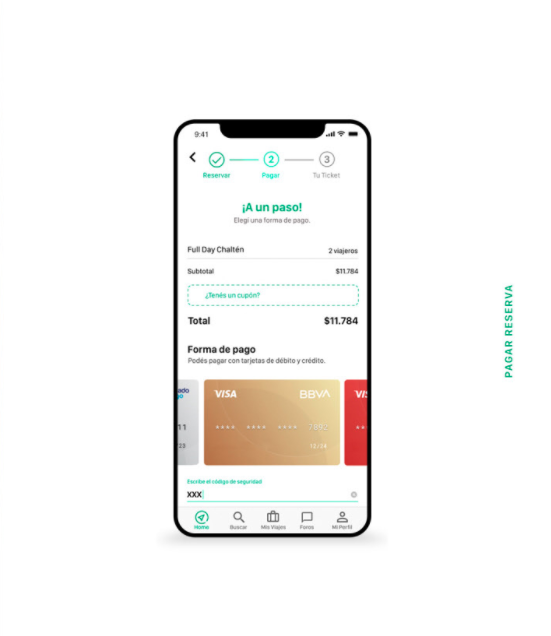 9:41
2
3
Reservar
Pagar
Tu Ticket
¡A un paso!
Elegí una forma de pago.
Full Day Chaltén
2 viajeros
Subtotal
$11.784
¿Tenés un cupón?
Total
$11.784
Forma de pago
Podés pagar con tarjetas de débito y crédito.
ado
11
23
VISA
BBVA
**** **** **** 7692
12/24
VI
**
Escribe el código de seguridad
XXX
Home
Buscar
Mis Viajes
Foros
Mi Perfil
PAGAR RESERVA